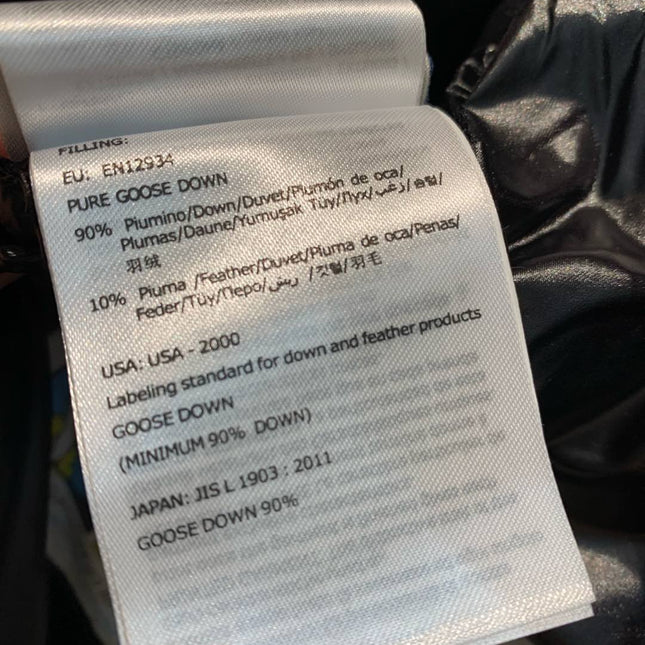 FILLING:
EU: EN12934
PURE GOOSE DOWN
90% Piumino/Down/Duvet/Plumón de oca/
Plumas/Daune/Yumuşak Tüy/Пух/زغب/솜털/
羽绒
10% Piuma /Feather/Duvet/Pluma de oca/Penas/
Feder/Tüy/Перо/ريش /깃털/羽毛
USA: USA - 2000
Labeling standard for down and feather products
GOOSE DOWN
(MINIMUM 90% DOWN)
JAPAN: JIS L 1903 : 2011
GOOSE DOWN 90%